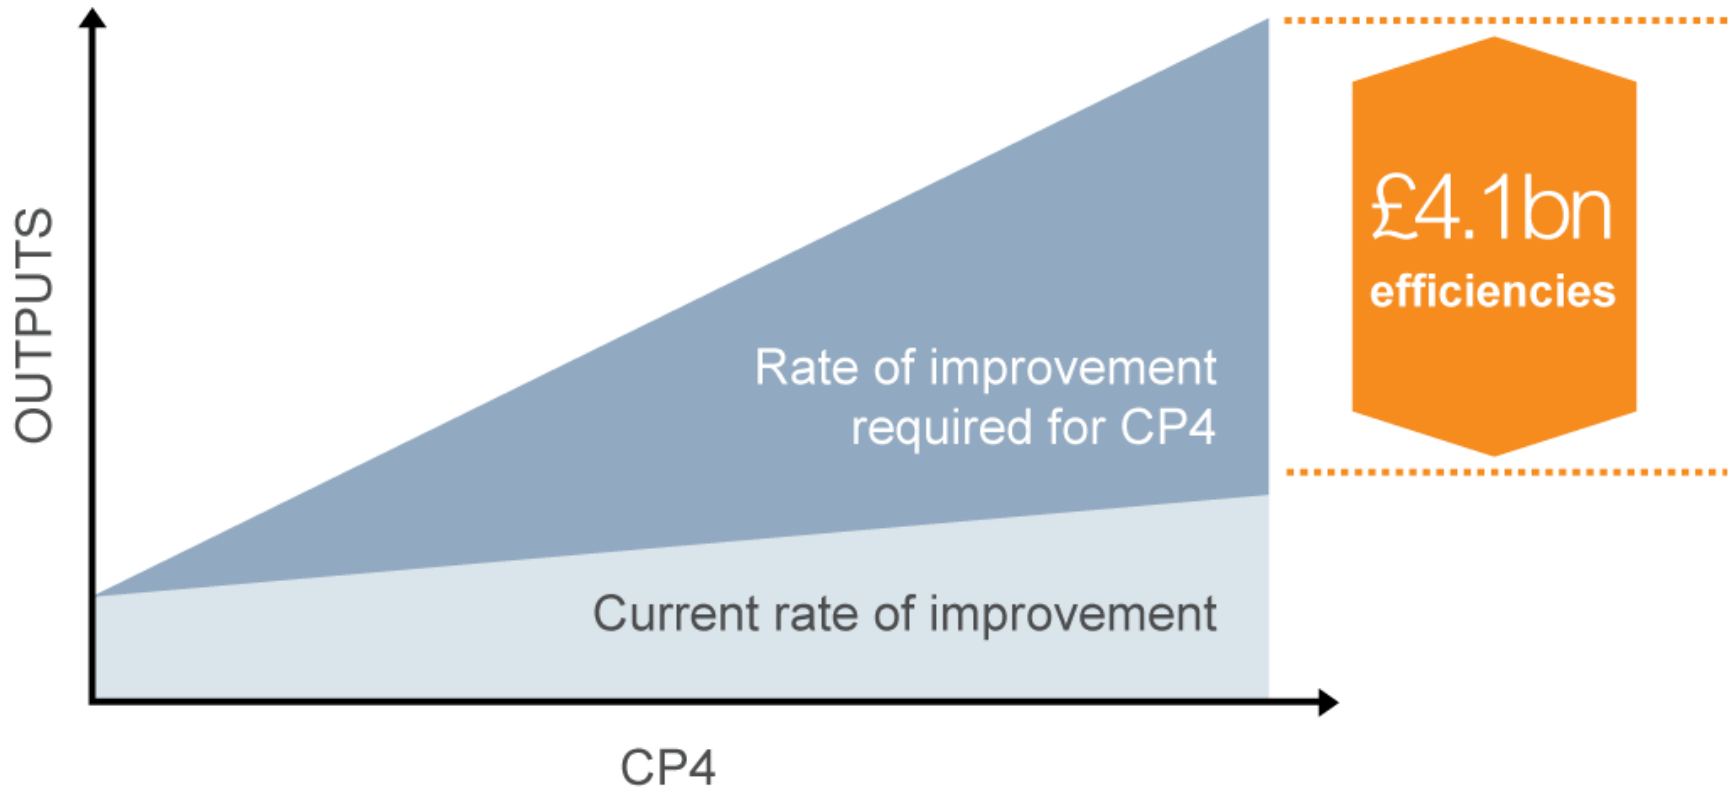 OUTPUTS
£4.1bn
efficiencies
Rate of improvement
required for CP4
Current rate of improvement
CP4